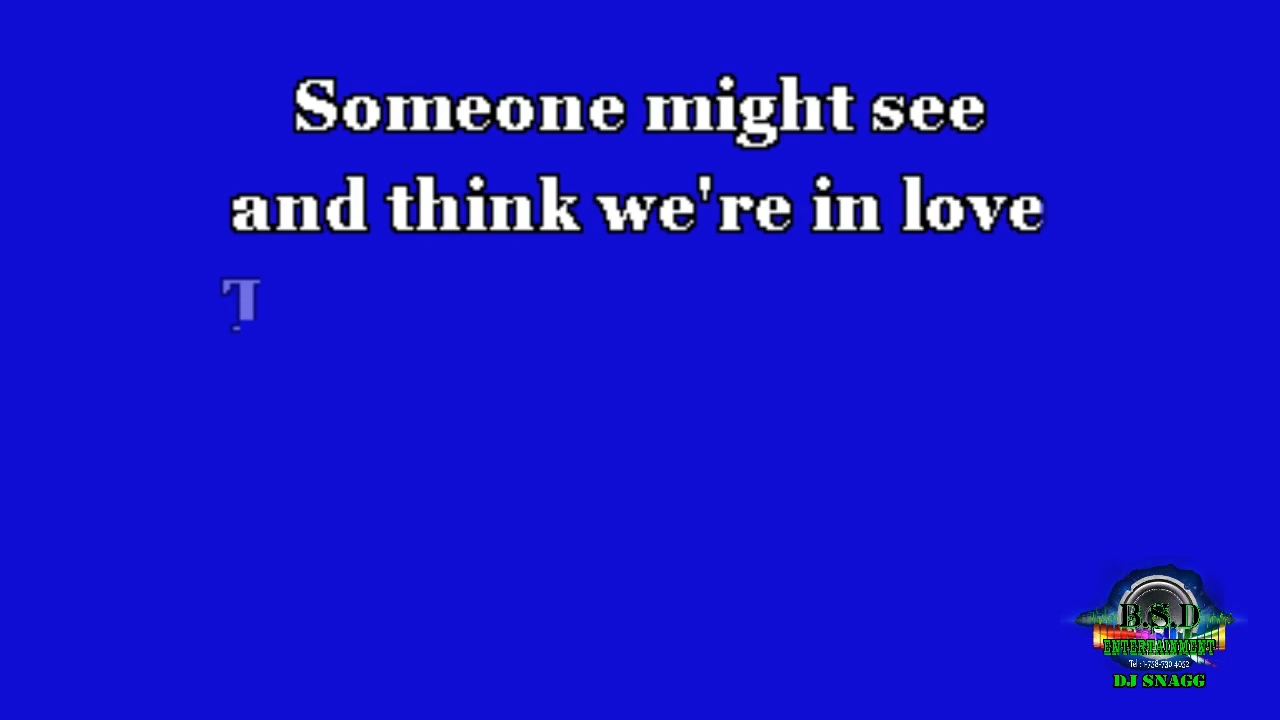 Someone might see
and think we're in love
T
B.S.D
ENTERTAINMENT
DJ SNAGG